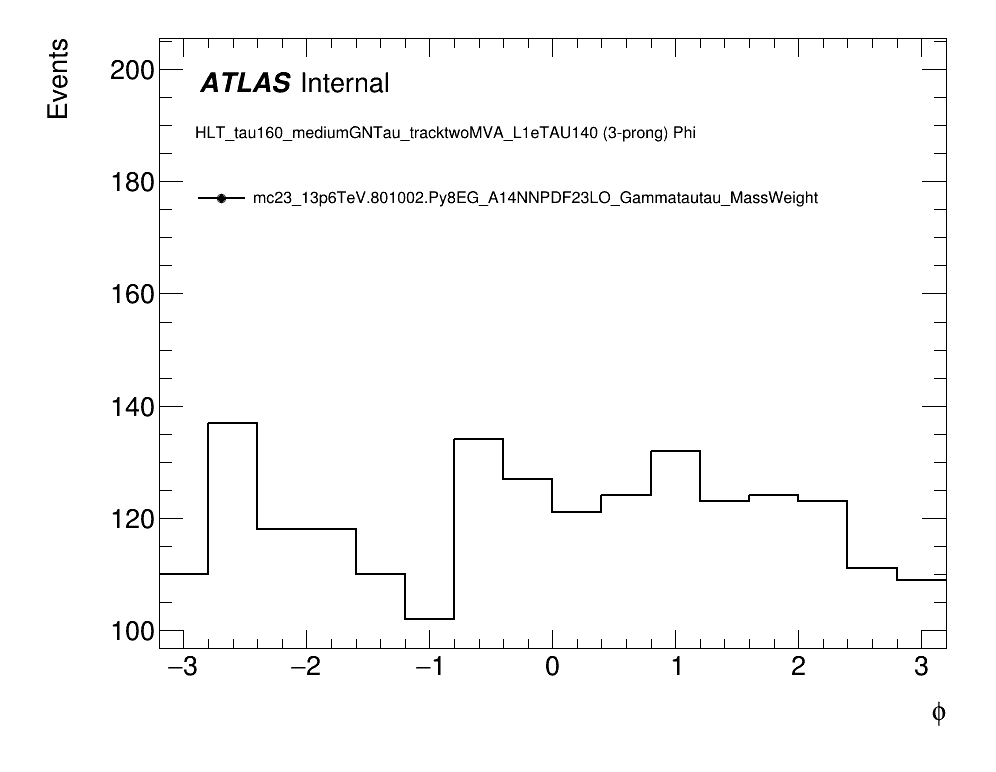 Events
ATLAS Internal
HLT_tau160_mediumGNTau_tracktwoMVA_L1eTAU140 (3-prong) Phi
mc23_13p6TeV.801002.Py8EG_A14NNPDF23LO_Gammatautau_MassWeight
200
180
160
140
120
100
−3 −2 −1 0 1 2 3
ϕ